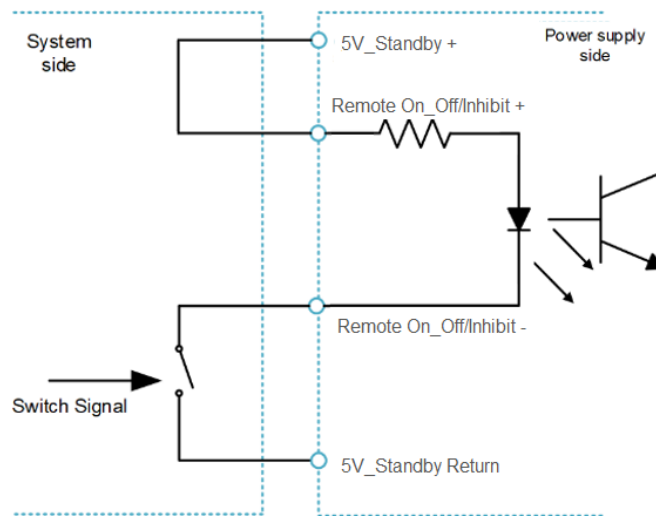 System
side
5V_Standby +
Power supply
side
Remote On_Off/Inhibit +
Remote On_Off/Inhibit -
Switch Signal
5V_Standby Return